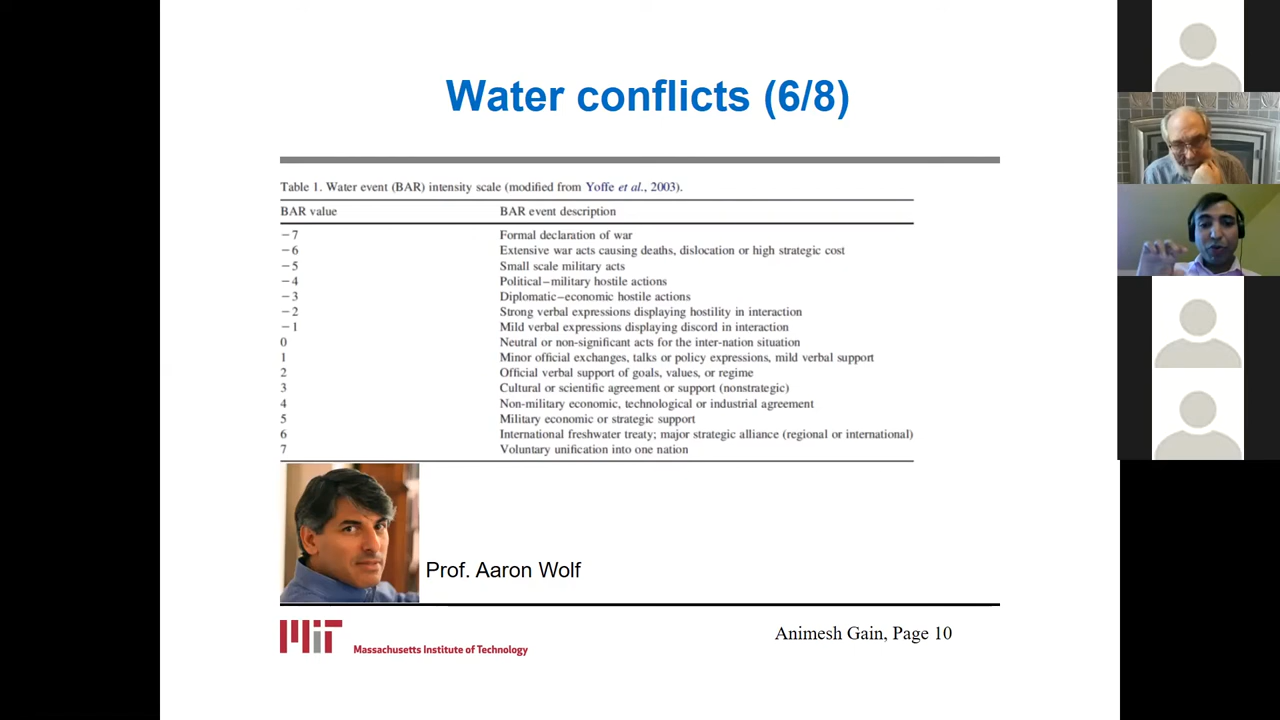 Water conflicts (6/8)
Table 1. Water event (BAR) intensity scale (modified from Yoffe et al., 2003).
BAR value BAR event description
−7 Formal declaration of war
−6 Extensive war acts causing deaths, dislocation or high strategic cost
−5 Small scale military acts
−4 Political−military hostile actions
−3 Diplomatic−economic hostile actions
−2 Strong verbal expressions displaying hostility in interaction
−1 Mild verbal expressions displaying discord in interaction
0 Neutral or non-significant acts for the inter-nation situation
1 Minor official exchanges, talks or policy expressions, mild verbal support
2 Official verbal support of goals, values, or regime
3 Cultural or scientific agreement or support (nonstrategic)
4 Non-military economic, technological or industrial agreement
5 Military economic or strategic support
6 International freshwater treaty; major strategic alliance (regional or international)
7 Voluntary unification into one nation
Prof. Aaron Wolf
Animesh Gain, Page 10
MIT Massachusetts Institute of Technology